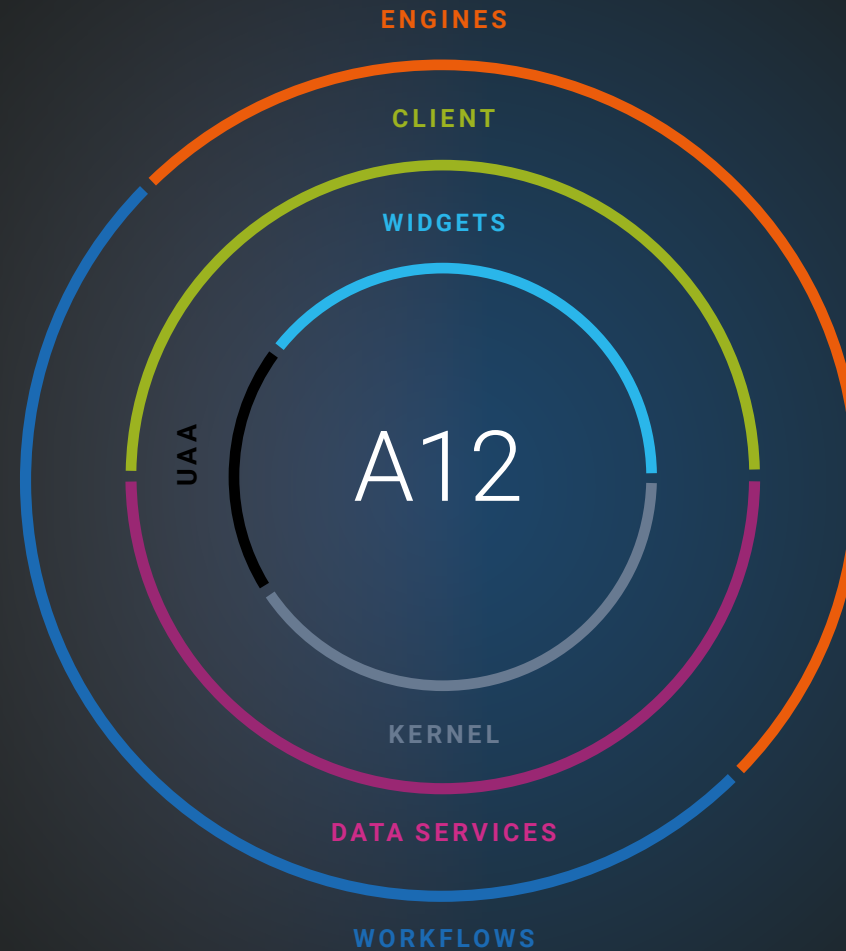 ENGINES
CLIENT
WIDGETS
UAA
A12
KERNEL
DATA SERVICES
WORKFLOWS